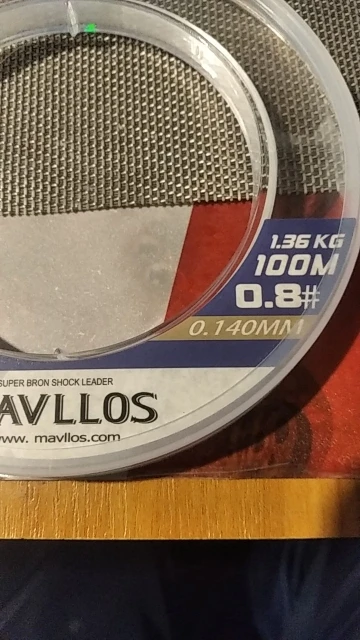 1.36 KG
100M
0.8#
0.140MM
SUPER BRON SHOCK LEADER
AVLLOS
www. mavllos.com